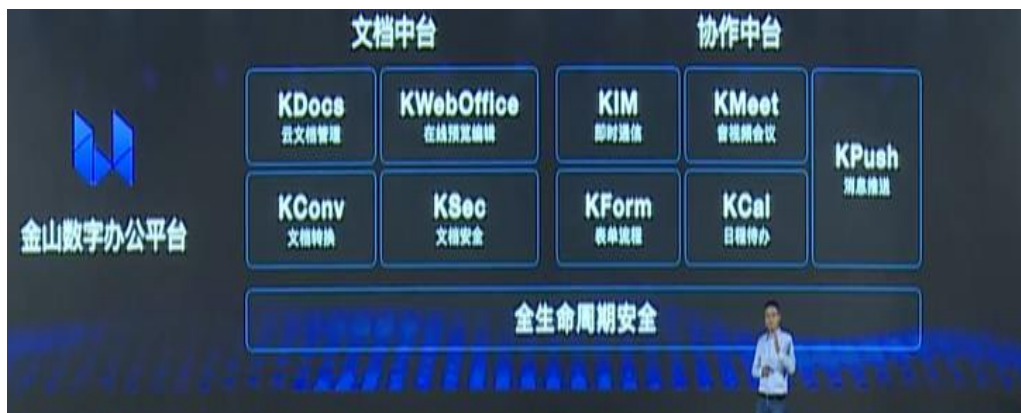 文档中台
协作中台
KDocs
云文档管理
KWebOffice
在线预览编辑
KIM
即时通信
KMeet
音视频会议
KPush
消息推送
KConv
文档转换
KSec
文档安全
KForm
表单流程
KCal
日程待办
金山数字办公平台
全生命周期安全